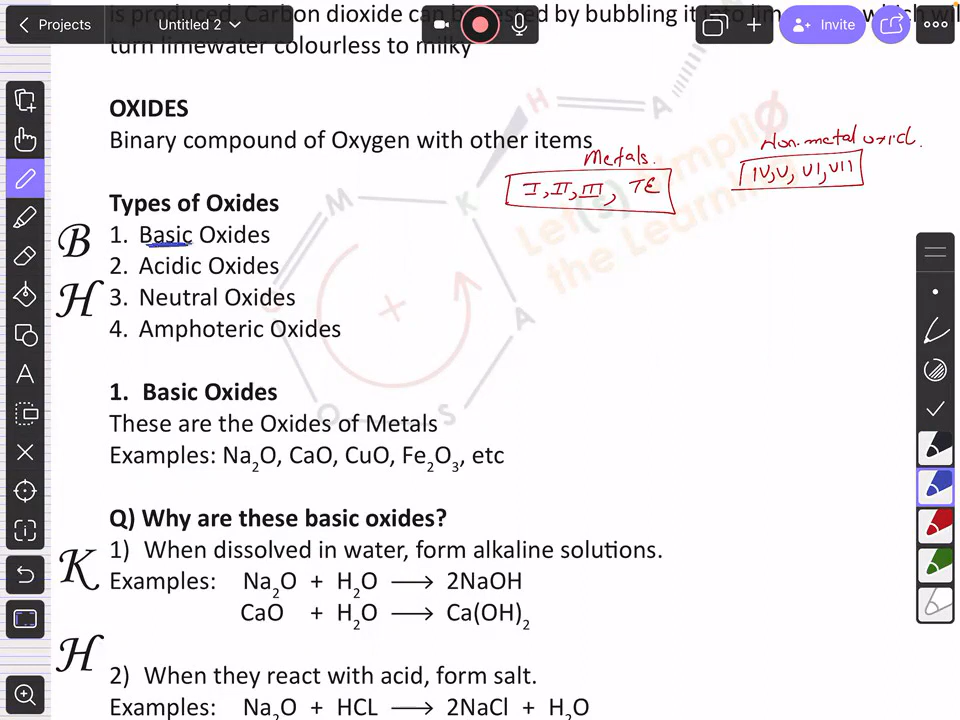 is produced. Carbon dioxide can be tested by bubbling it into lime which will
Projects
Untitled 2
Invite
turn limewater colourless to milky
OXIDES
Binary compound of Oxygen with other items
Metals.
I, II, III, TE
Non-metal oxid.
IV, V, VI, VII
Types of Oxides
B
1. Basic Oxides
2. Acidic Oxides
H
3. Neutral Oxides
4. Amphoteric Oxides
H
A
M
K
A
S
O
Let(s) Simpli
the Learning
1. Basic Oxides
These are the Oxides of Metals
Examples: Na₂O, CaO, CuO, Fe₂O₃, etc
Q) Why are these basic oxides?
1) When dissolved in water, form alkaline solutions.
K
Examples: Na₂O + H₂O ⟶ 2NaOH
CaO + H₂O ⟶ Ca(OH)₂
H
2) When they react with acid, form salt.
Examples: Na₂O + HCL ⟶ 2NaCl + H₂O